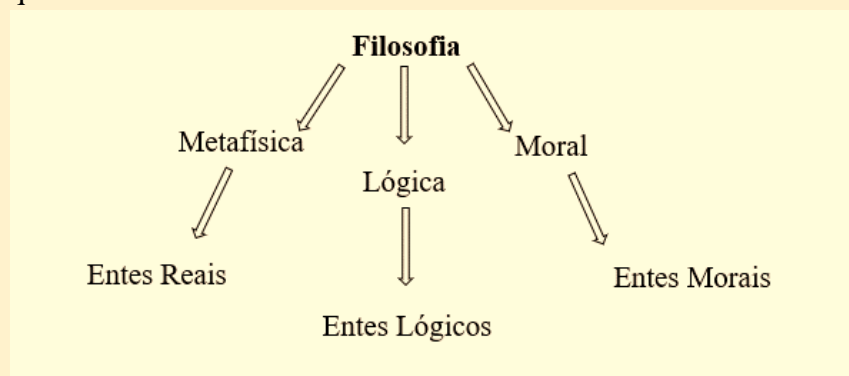 Filosofia
Metafísica
Moral
Lógica
Entes Reais
Entes Morais
Entes Lógicos